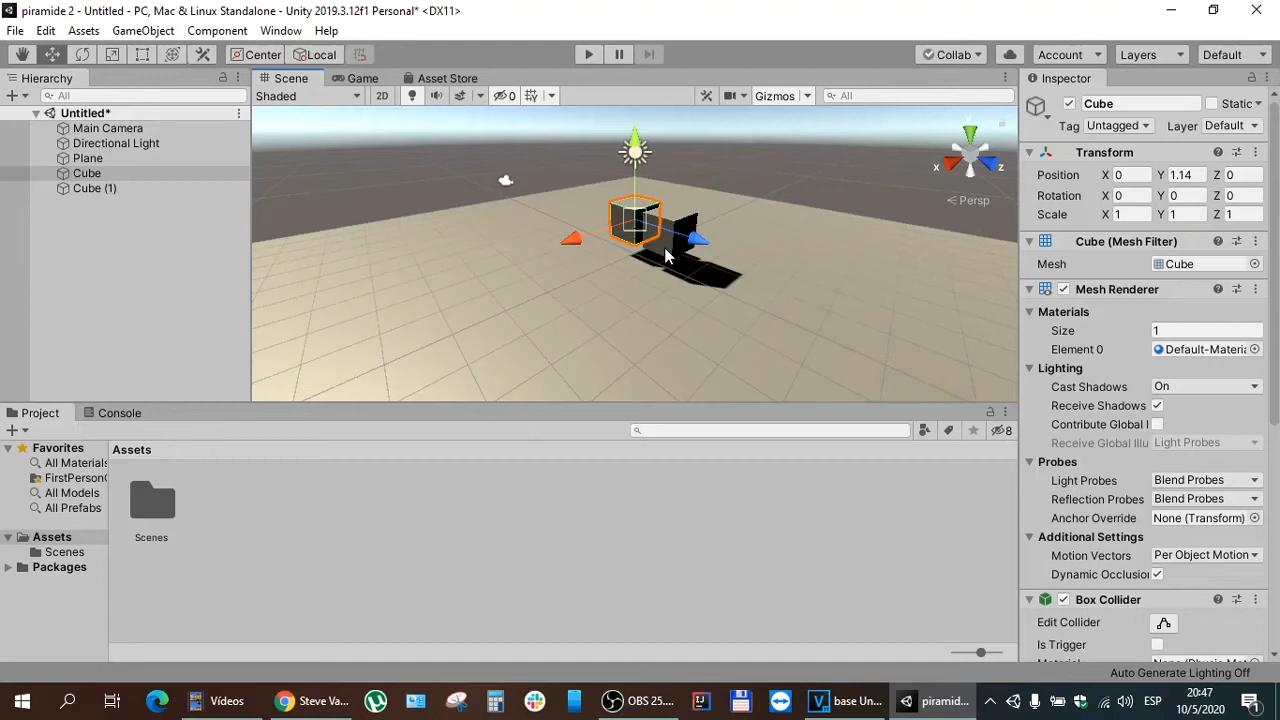 piramide 2 - Untitled - PC, Mac & Linux Standalone - Unity 2019.3.12f1 Personal* <DX11>
File Edit Assets GameObject Component Window Help
Center Local Collab Account Layers Default
Hierarchy
All
Untitled*
Main Camera
Directional Light
Plane
Cube
Cube (1)
Scene Game Asset Store
Shaded 2D 0 Gizmos All
y
x z
Persp
Project Console
8
Favorites
All Materials
FirstPersonC
All Models
All Prefabs
Assets
Scenes
Packages
Assets
Scenes
Inspector
Cube Static
Tag Untagged Layer Default
Transform
Position X 0 Y 1.14 Z 0
Rotation X 0 Y 0 Z 0
Scale X 1 Y 1 Z 1
Cube (Mesh Filter)
Mesh Cube
Mesh Renderer
Materials
Size 1
Element 0 Default-Materia
Lighting
Cast Shadows On
Receive Shadows
Contribute Global I
Receive Global Illu Light Probes
Probes
Light Probes Blend Probes
Reflection Probes Blend Probes
Anchor Override None (Transform)
Additional Settings
Motion Vectors Per Object Motion
Dynamic Occlusion
Box Collider
Edit Collider
Is Trigger
Auto Generate Lighting Off
Vídeos Steve Va... OBS 25.... base Un... piramide...
ESP 20:47
10/5/2020
1